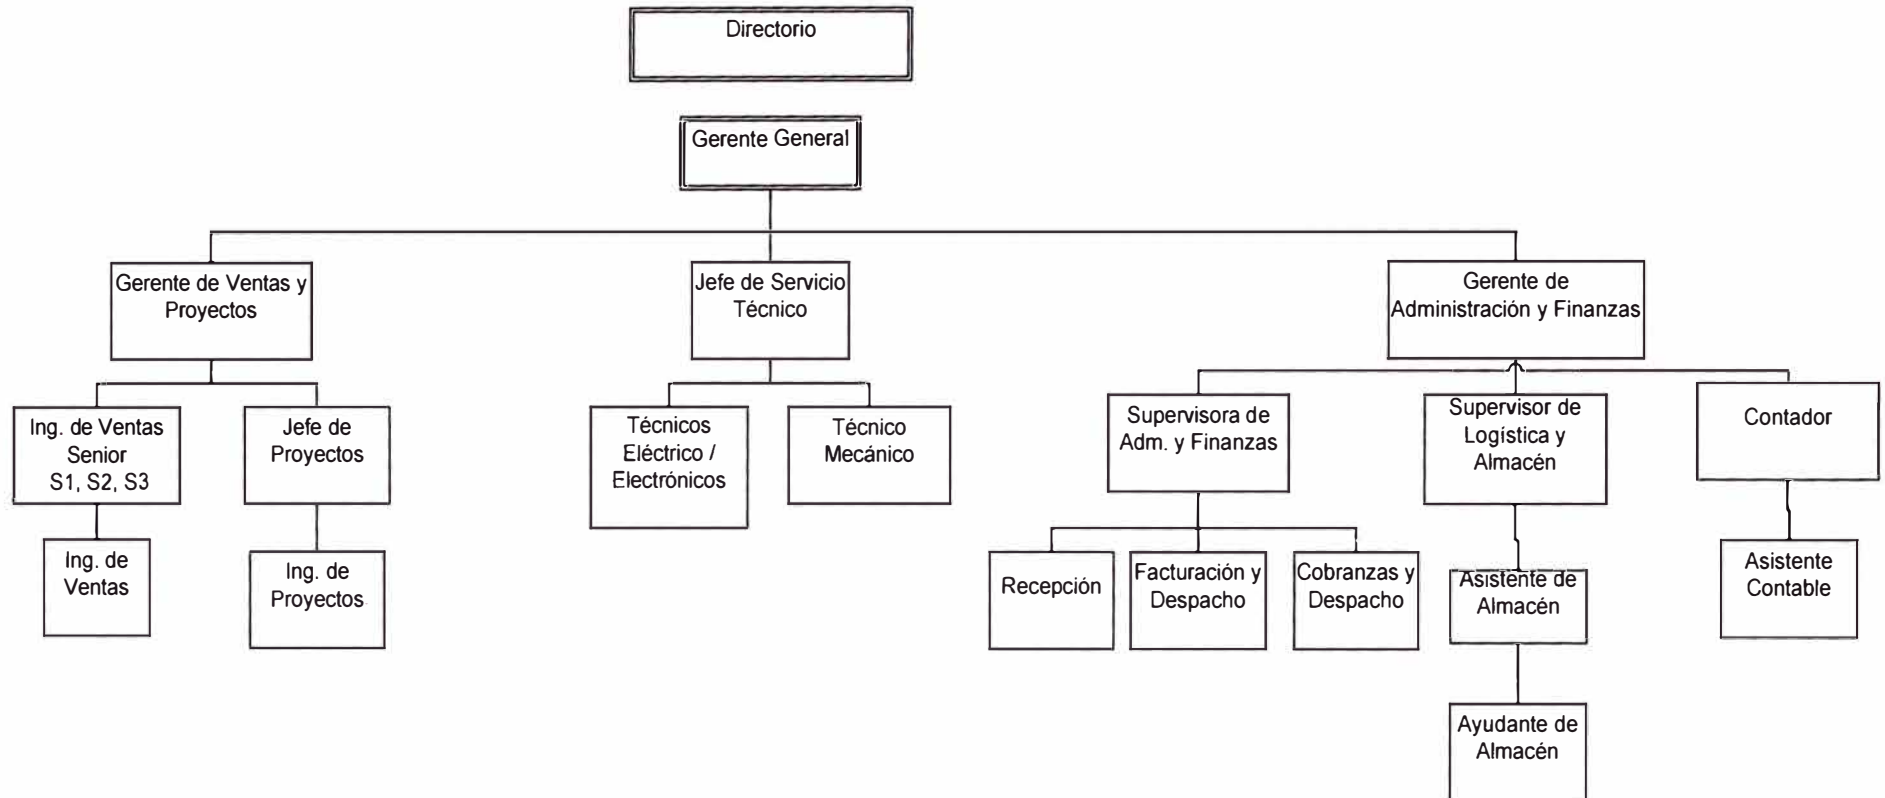 Directorio
Gerente General
Gerente de Ventas y
Proyectos
Jefe de Servicio
Técnico
Gerente de
Administración y Finanzas
Ing. de Ventas
Senior
S1, S2, S3
Jefe de
Proyectos
Técnicos
Eléctrico /
Electrónicos
Técnico
Mecánico
Supervisora de
Adm. y Finanzas
Supervisor de
Logística y
Almacén
Contador
Ing. de
Ventas
Ing. de
Proyectos
Recepción
Facturación y
Despacho
Cobranzas y
Despacho
Asistente de
Almacén
Asistente
Contable
Ayudante de
Almacén